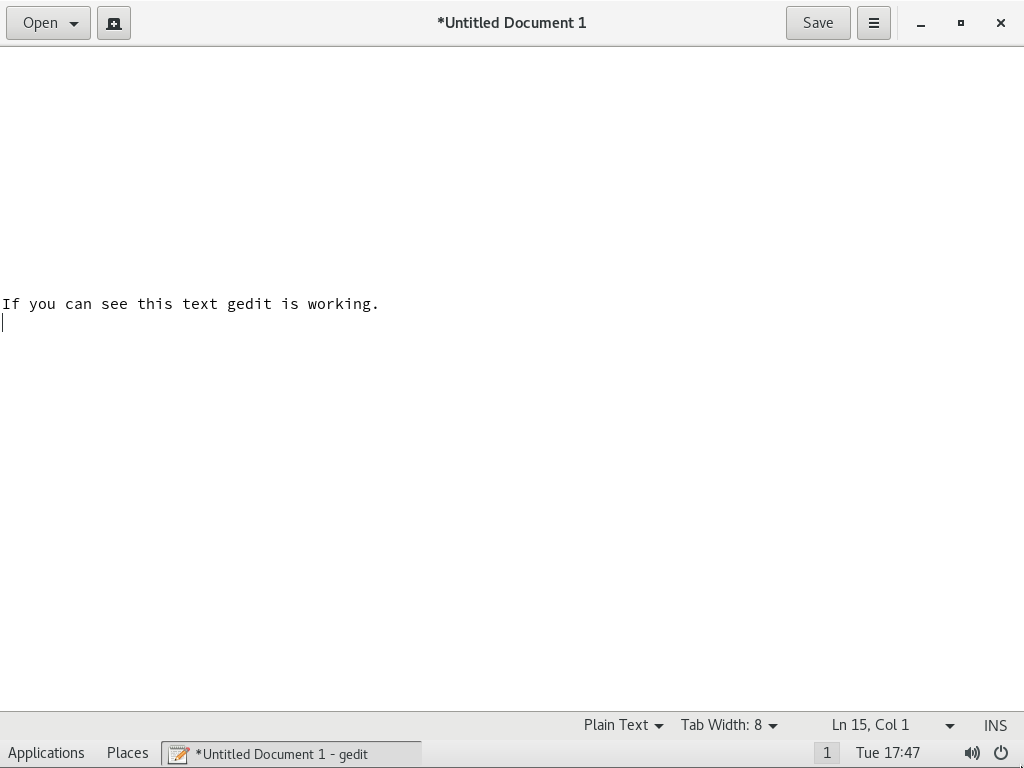 Open
*Untitled Document 1
Save
If you can see this text gedit is working.
Plain Text Tab Width: 8 Ln 15, Col 1 INS
Applications Places *Untitled Document 1 - gedit 1 Tue 17:47